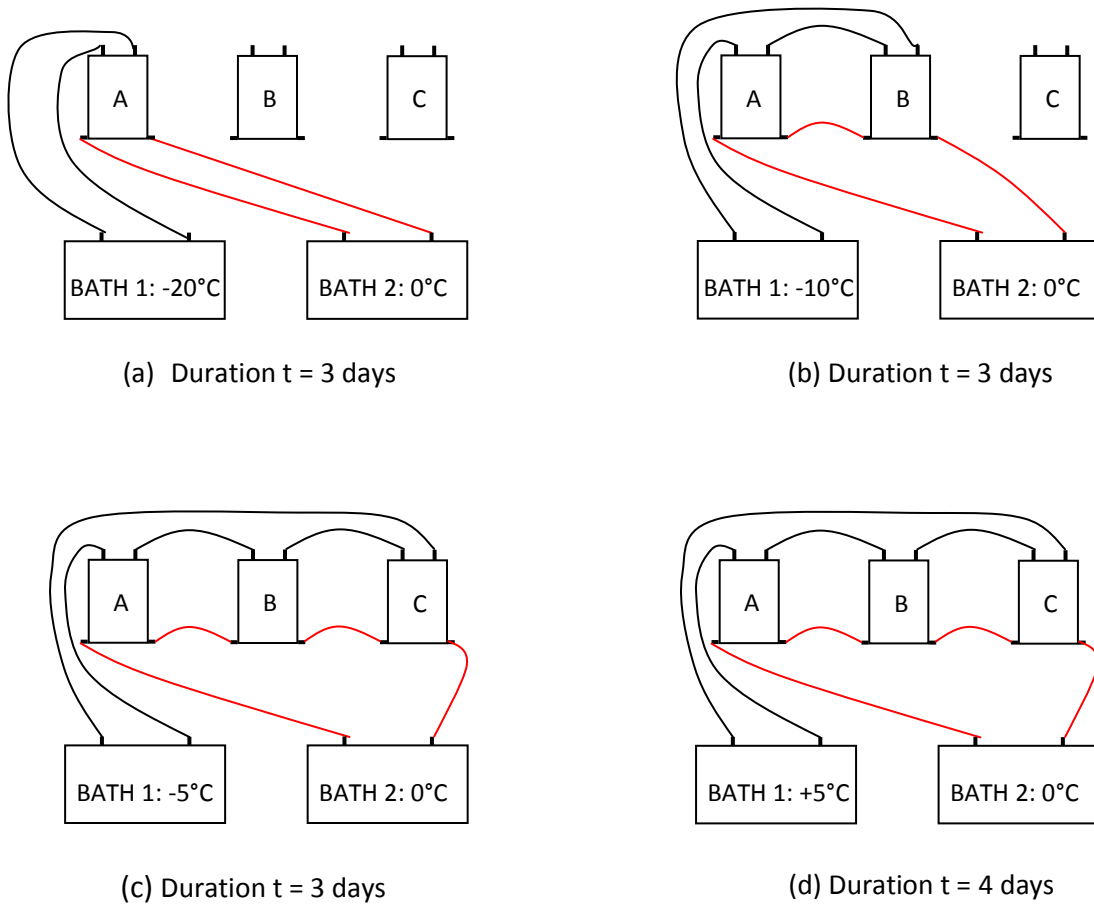 A B C
BATH 1: -20°C BATH 2: 0°C
(a) Duration t = 3 days
A B C
BATH 1: -10°C BATH 2: 0°C
(b) Duration t = 3 days
A B C
BATH 1: -5°C BATH 2: 0°C
(c) Duration t = 3 days
A B C
BATH 1: +5°C BATH 2: 0°C
(d) Duration t = 4 days